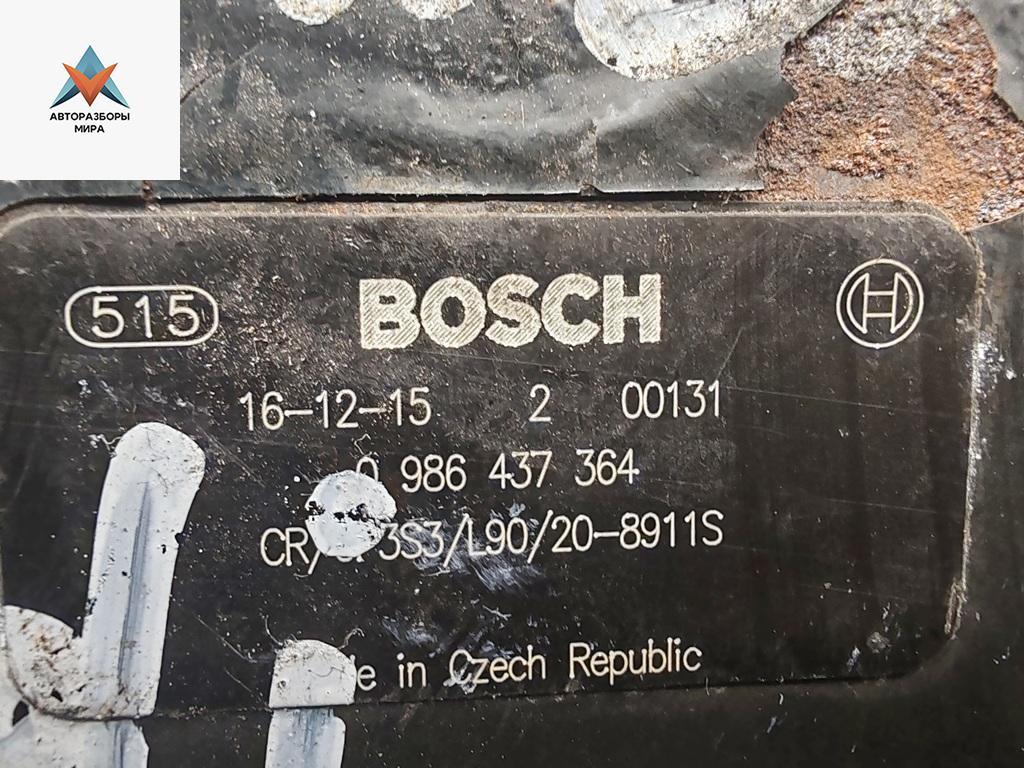 АВТОРАЗБОРЫ
МИРА
515
BOSCH
16-12-15 2 00131
0 986 437 364
3S3/L90/20-8911S
in Czech Republic